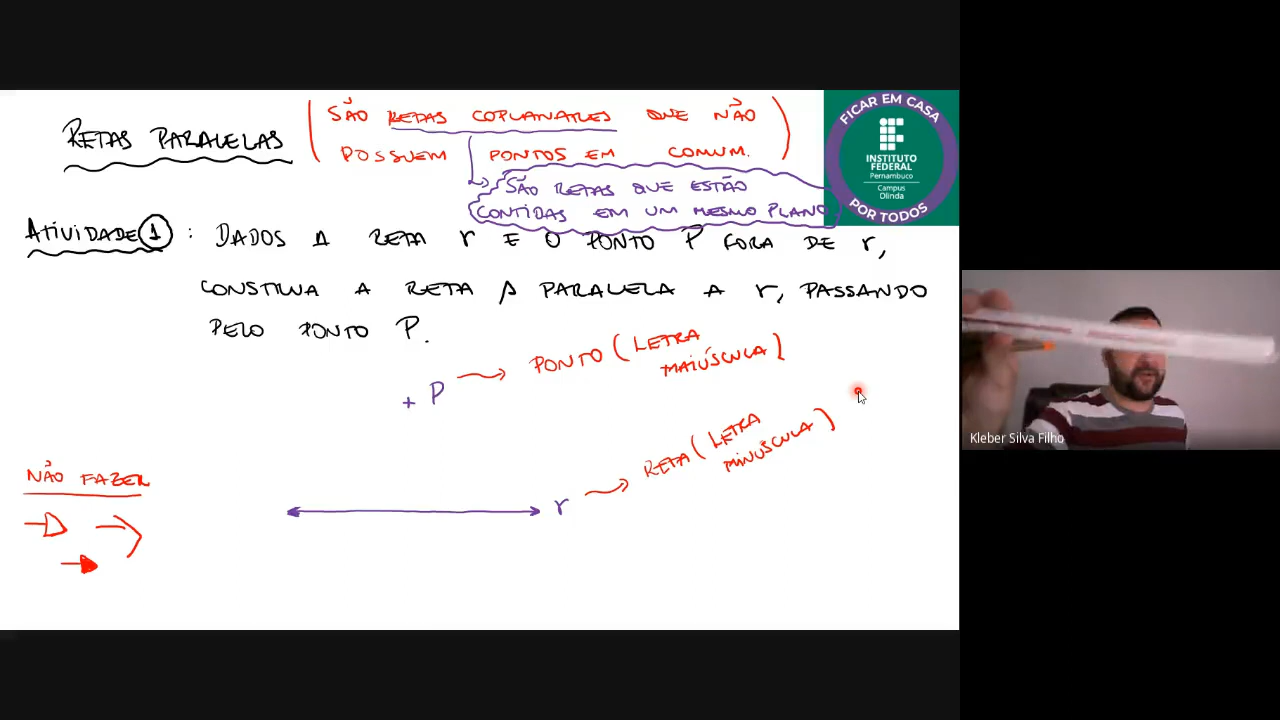 RETAS PARALELAS
(SÃO RETAS COPLANARES QUE NÃO
POSSUEM PONTOS EM COMUM.)
SÃO RETAS QUE ESTÃO
CONTIDAS EM UM MESMO PLANO
FICAR EM CASA
INSTITUTO
FEDERAL
Pernambuco
Campus
Olinda
POR TODOS
ATIVIDADE 1 : DADOS A RETA r E O PONTO P FORA DE r,
CONSTRUA A RETA s PARALELA A r, PASSANDO
PELO PONTO P.
+ P → PONTO (LETRA
MAIÚSCULA)
r → RETA (LETRA
MINÚSCULA)
NÃO FAZER
Kleber Silva Filho